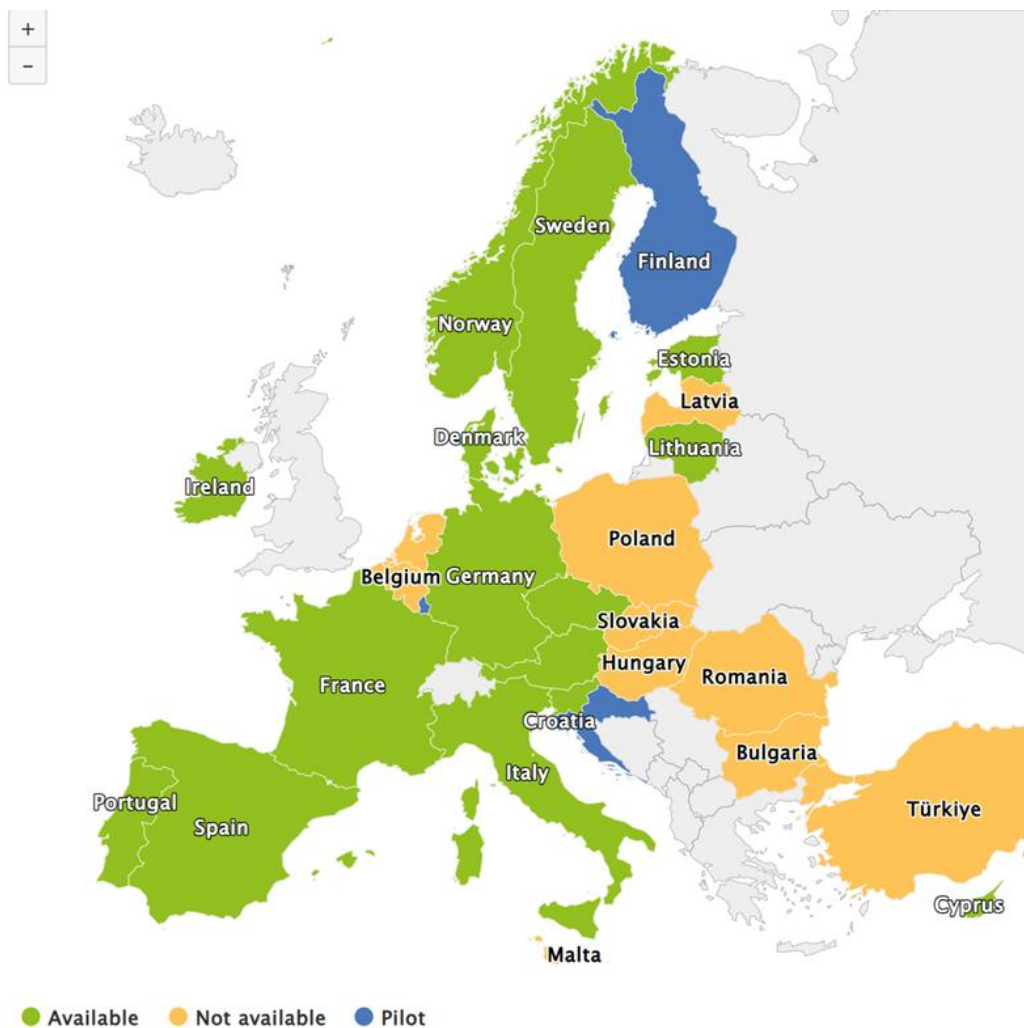 +
−
Sweden
Finland
Norway
Estonia
Latvia
Denmark
Lithuania
Ireland
Poland
Belgium
Germany
Slovakia
Hungary
France
Romania
Croatia
Bulgaria
Italy
Portugal
Türkiye
Spain
Cyprus
Malta
Available
Not available
Pilot